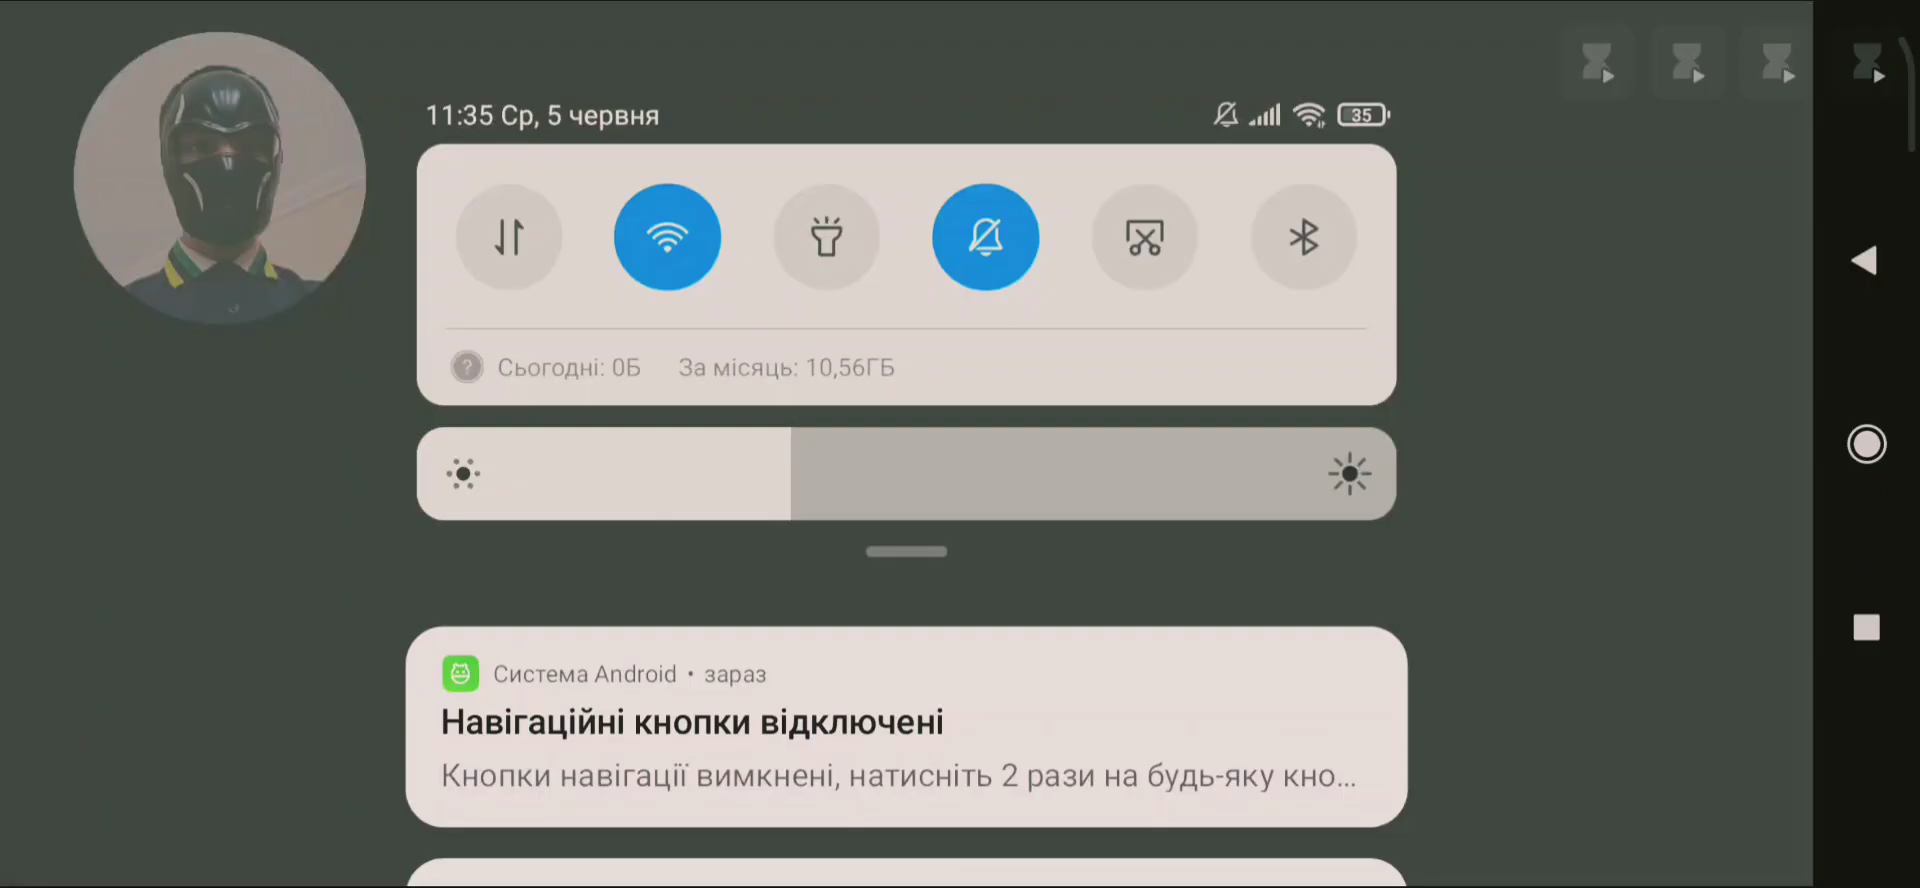 11:35 Ср, 5 червня
35
Сьогодні: 0Б За місяць: 10,56ГБ
Система Android • зараз
Навігаційні кнопки відключені
Кнопки навігації вимкнені, натисніть 2 рази на будь-яку кно...